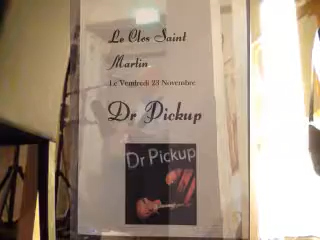 Le Clos Saint
Martin
Le Vendredi 23 Novembre
Dr Pickup
Dr Pickup